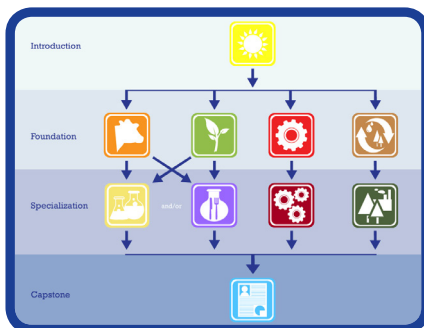 Introduction
Foundation
Specialization
and/or
Capstone